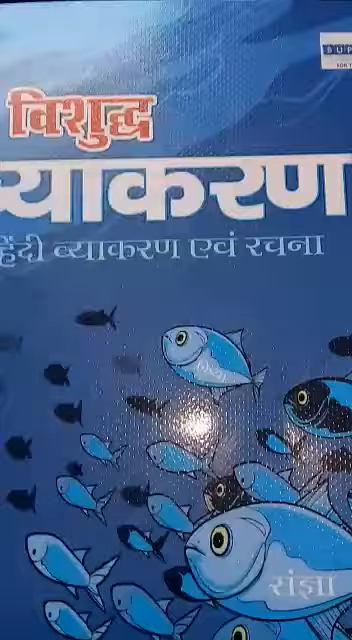 विशुद्ध
व्याकरण
हिंदी व्याकरण एवं रचना
संज्ञा